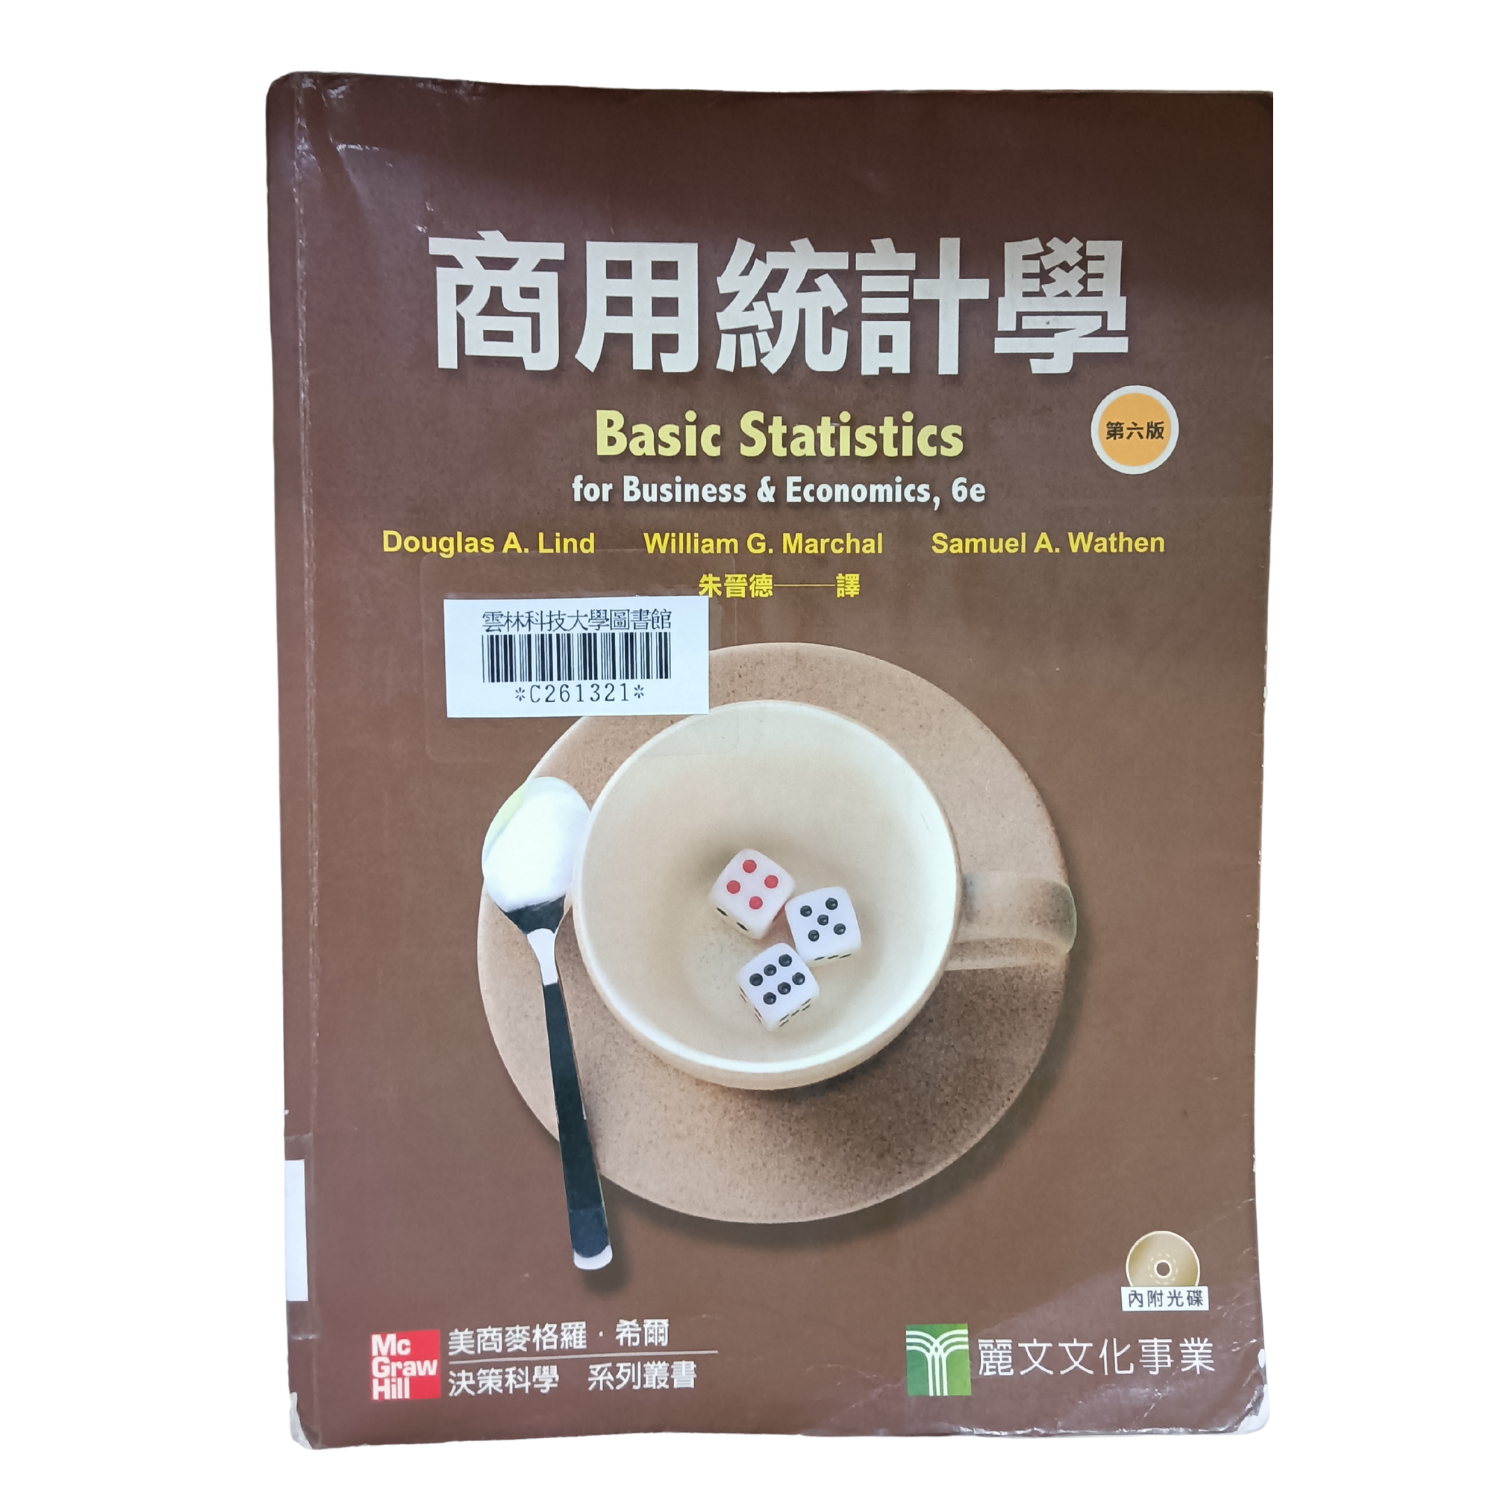 商用統計學
Basic Statistics
第六版
for Business & Economics, 6e
Douglas A. Lind William G. Marchal Samuel A. Wathen
朱晉德——譯
雲林科技大學圖書館
*C261321*
內附光碟
Mc
Graw
Hill
美商麥格羅·希爾
決策科學 系列叢書
麗文文化事業